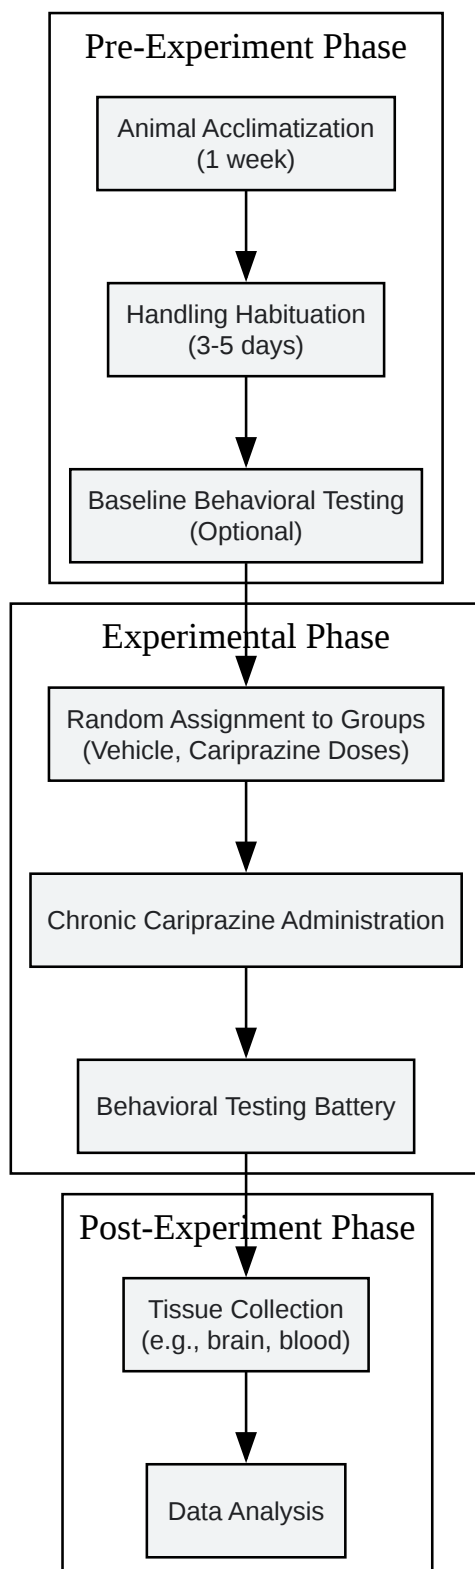 Pre-Experiment Phase
Animal Acclimatization
(1 week)
Handling Habituation
(3-5 days)
Baseline Behavioral Testing
(Optional)
Experimental Phase
Random Assignment to Groups
(Vehicle, Cariprazine Doses)
Chronic Cariprazine Administration
Behavioral Testing Battery
Post-Experiment Phase
Tissue Collection
(e.g., brain, blood)
Data Analysis